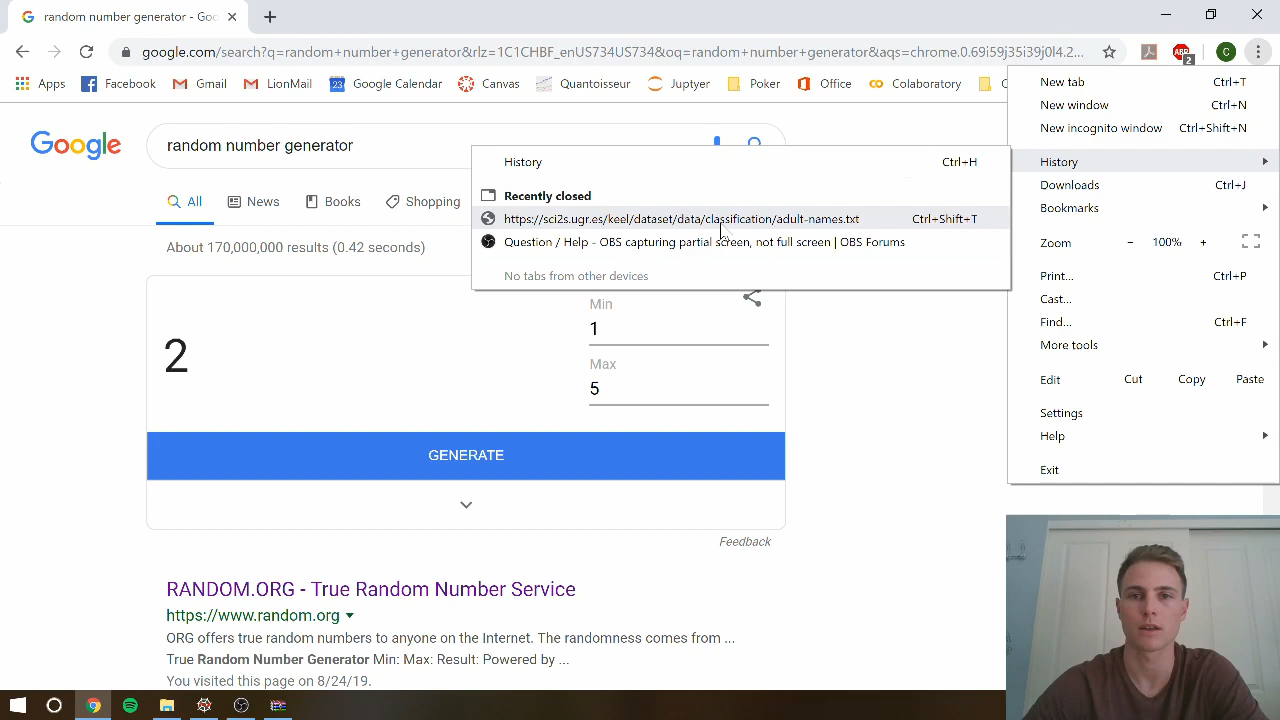 random number generator - Goo
google.com/search?q=random+number+generator&rlz=1C1CHBF_enUS734US734&oq=random+number+generator&aqs=chrome.0.69i59j35i39j0l4.2...
ABP
2
C
Apps
Facebook
Gmail
LionMail
23
Google Calendar
Canvas
Quantoisseur
Juptyer
Poker
Office
Colaboratory
New tab Ctrl+T
New window Ctrl+N
New incognito window Ctrl+Shift+N
History
Downloads Ctrl+J
Bookmarks
Zoom - 100% +
Print... Ctrl+P
Cast...
Find... Ctrl+F
More tools
Edit Cut Copy Paste
Settings
Help
Exit
History Ctrl+H
Recently closed
https://sci2s.ugr.es/keel/dataset/data/classification/adult-names.txt Ctrl+Shift+T
Question / Help - OBS capturing partial screen, not full screen | OBS Forums
No tabs from other devices
Google
random number generator
All
News
Books
Shopping
About 170,000,000 results (0.42 seconds)
2
Min
1
Max
5
GENERATE
Feedback
RANDOM.ORG - True Random Number Service
https://www.random.org
ORG offers true random numbers to anyone on the Internet. The randomness comes from ...
True Random Number Generator Min: Max: Result: Powered by ...
You visited this page on 8/24/19.